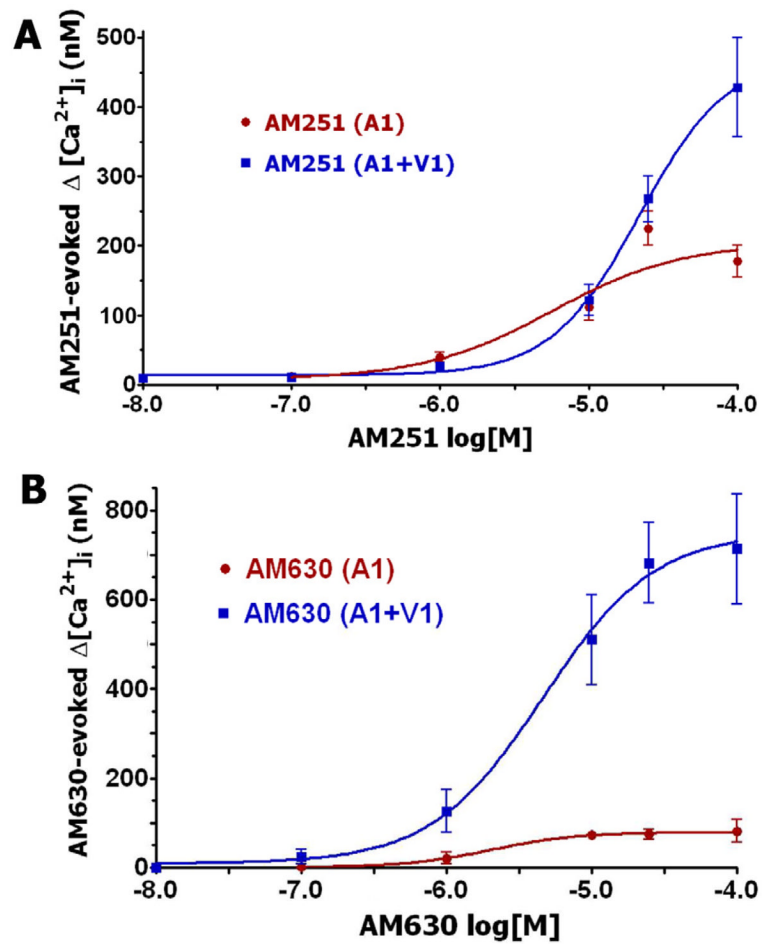 A
AM251-evoked Δ [Ca²⁺]ᵢ (nM)
500
400
300
200
100
0
AM251 (A1)
AM251 (A1+V1)
-8.0 -7.0 -6.0 -5.0 -4.0
AM251 log[M]
B
AM630-evoked Δ[Ca²⁺]ᵢ (nM)
800
600
400
200
0
AM630 (A1)
AM630 (A1+V1)
-8.0 -7.0 -6.0 -5.0 -4.0
AM630 log[M]